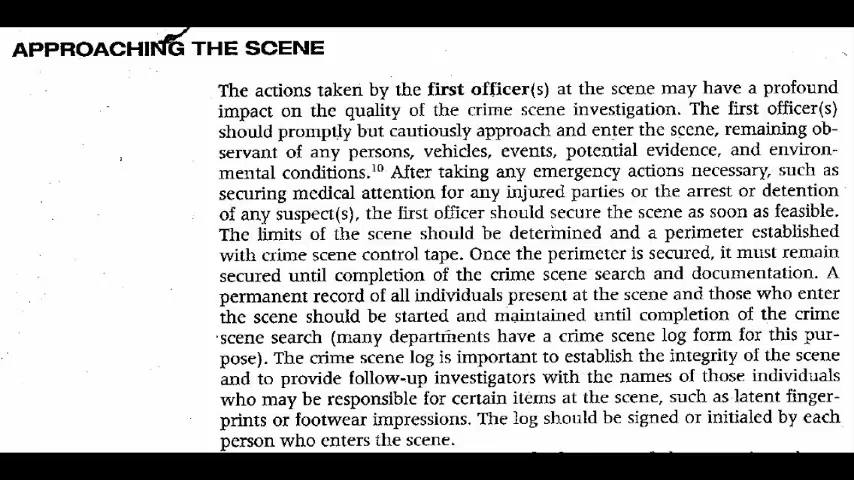 APPROACHING THE SCENE
The actions taken by the first officer(s) at the scene may have a profound
impact on the quality of the crime scene investigation. The first officer(s)
should promptly but cautiously approach and enter the scene, remaining ob-
servant of any persons, vehicles, events, potential evidence, and environ-
mental conditions.¹⁰ After taking any emergency actions necessary, such as
securing medical attention for any injured parties or the arrest or detention
of any suspect(s), the first officer should secure the scene as soon as feasible.
The limits of the scene should be determined and a perimeter established
with crime scene control tape. Once the perimeter is secured, it must remain
secured until completion of the crime scene search and documentation. A
permanent record of all individuals present at the scene and those who enter
the scene should be started and maintained until completion of the crime
scene search (many departments have a crime scene log form for this pur-
pose). The crime scene log is important to establish the integrity of the scene
and to provide follow-up investigators with the names of those individuals
who may be responsible for certain items at the scene, such as latent finger-
prints or footwear impressions. The log should be signed or initialed by each
person who enters the scene.